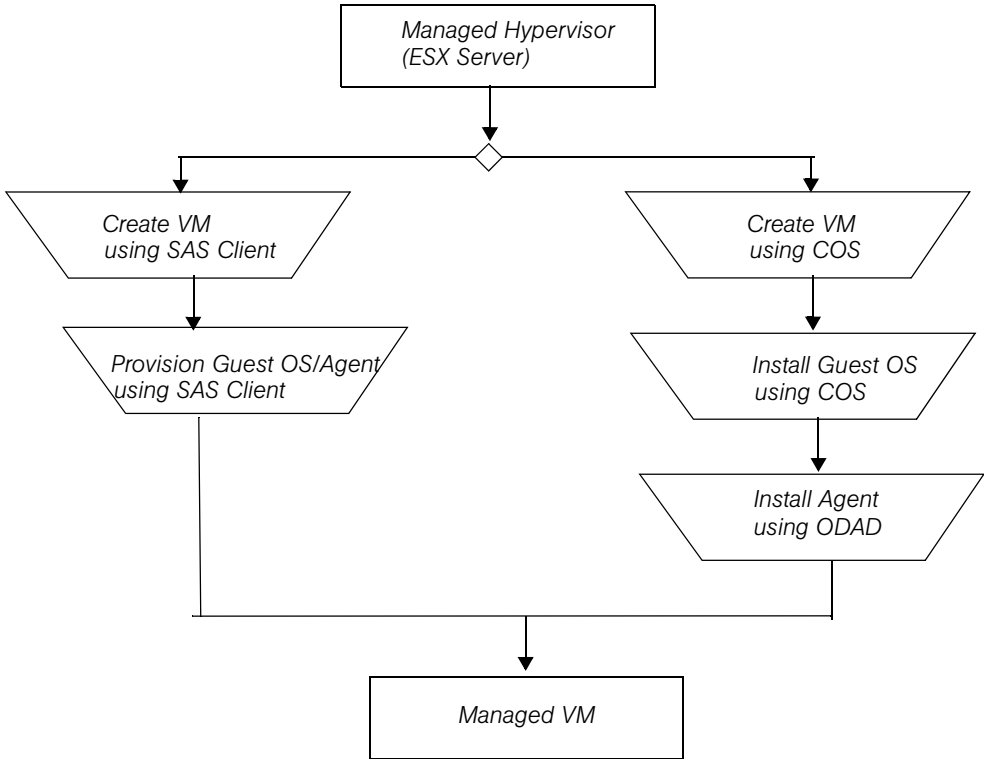 Managed Hypervisor
(ESX Server)
Create VM
using SAS Client
Create VM
using COS
Provision Guest OS/Agent
using SAS Client
Install Guest OS
using COS
Install Agent
using ODAD
Managed VM